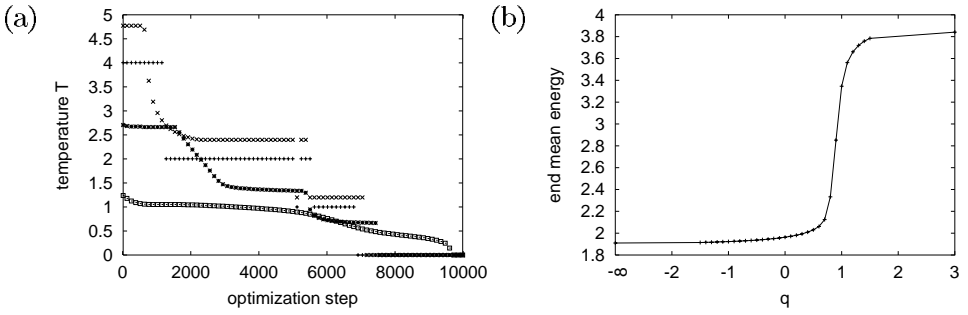 (a)
temperature T
5
4.5
4
3.5
3
2.5
2
1.5
1
0.5
0
0 2000 4000 6000 8000 10000
optimization step
(b)
end mean energy
4
3.8
3.6
3.4
3.2
3
2.8
2.6
2.4
2.2
2
1.8
-∞ -2 -1 0 1 2 3
q